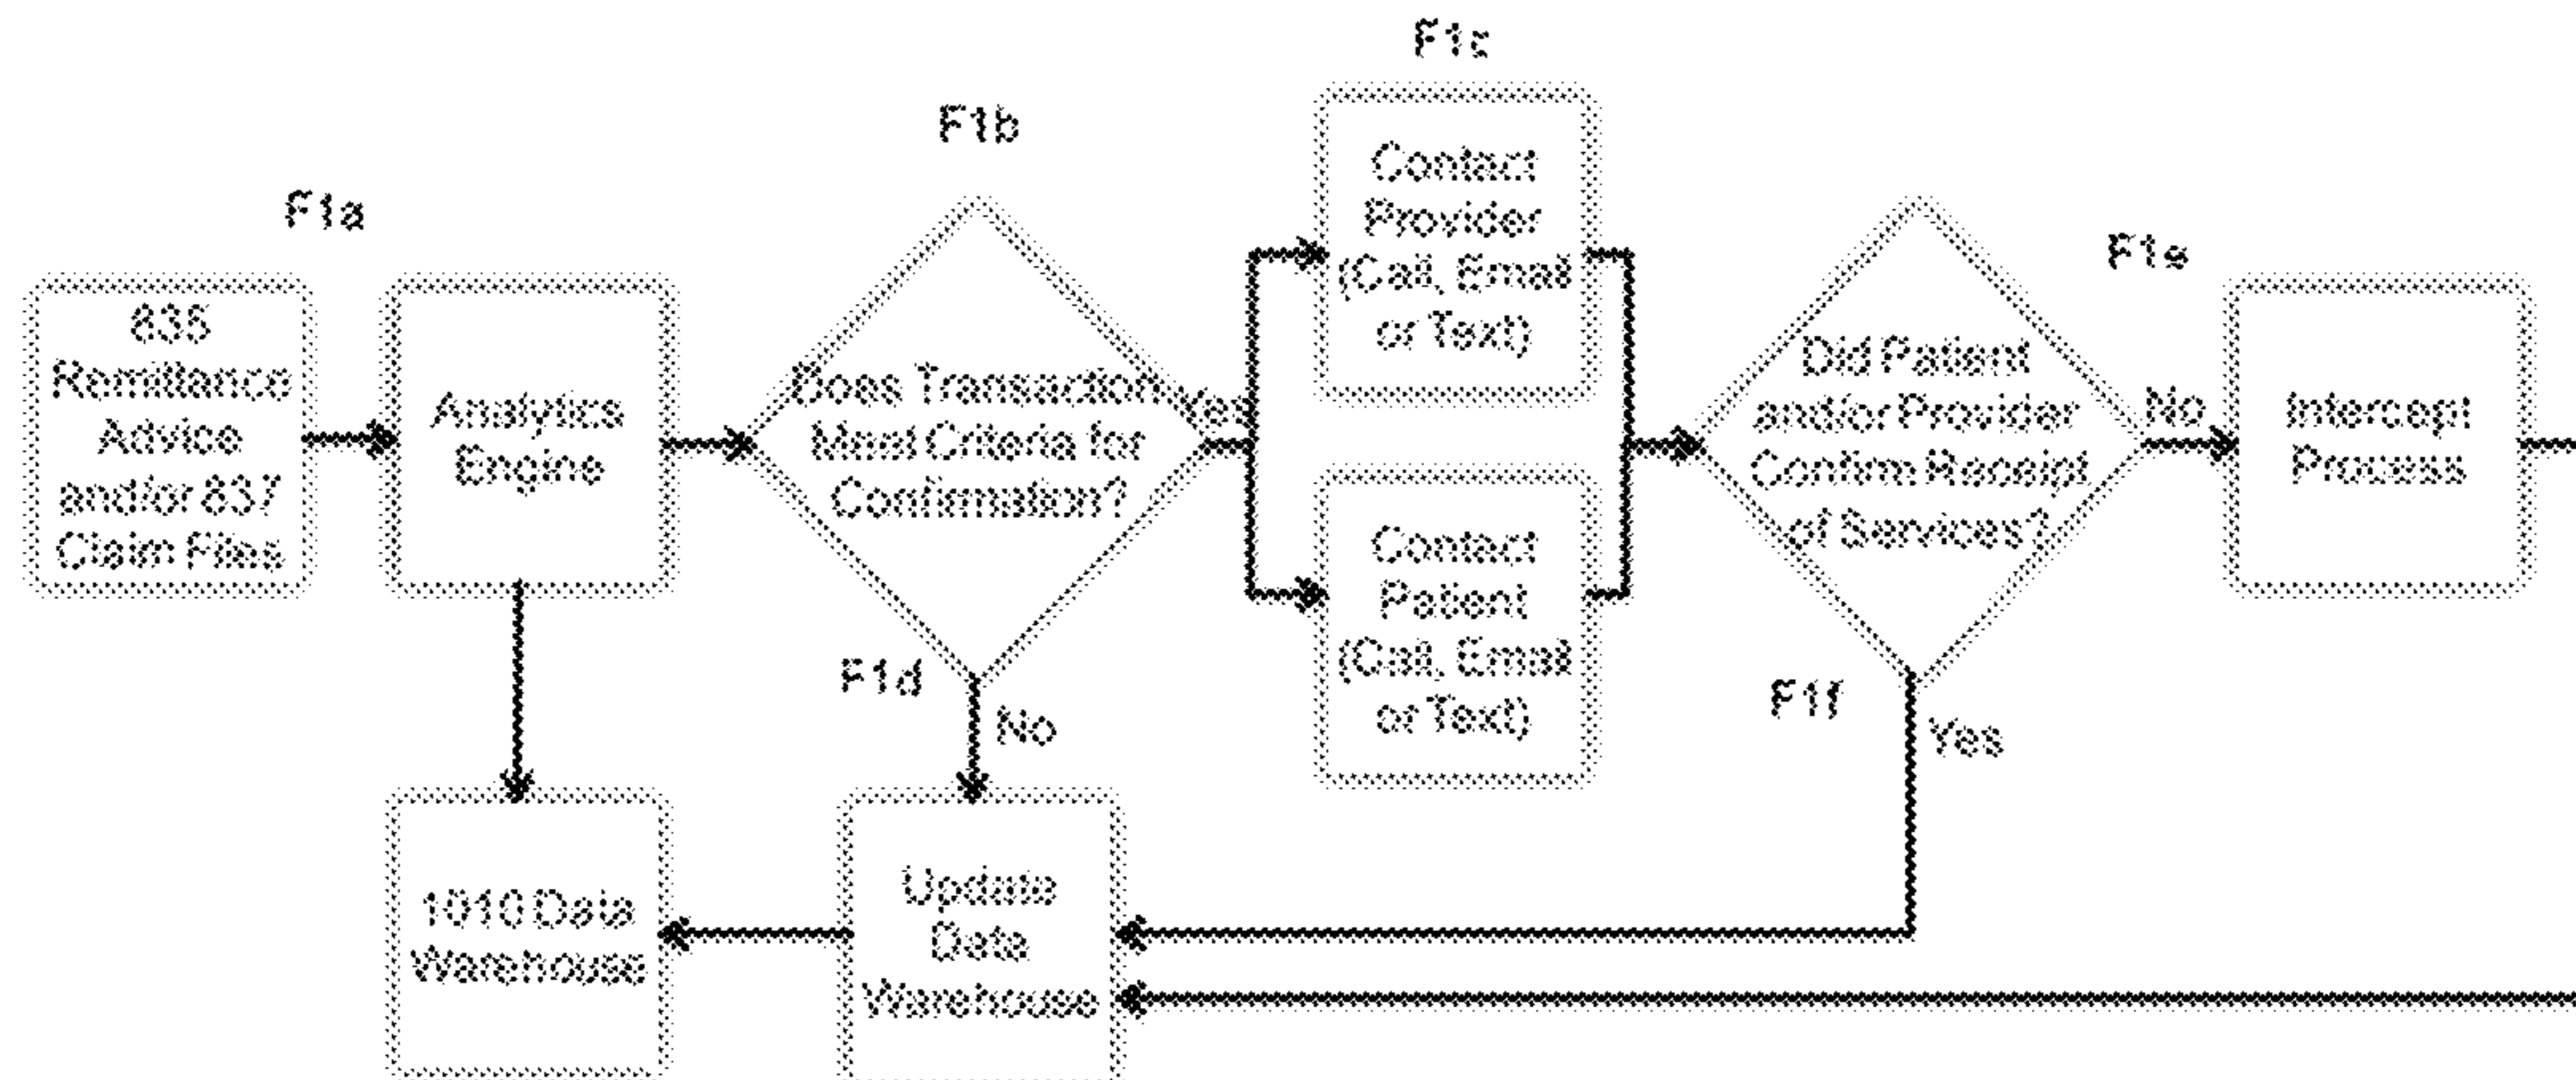 F1a
835
Remittance
Advice
and/or 837
Claim Files
Analytics
Engine
F1b
Does Transaction
Meet Criteria for
Confirmation?
Yes
F1c
Contact
Provider
(Call, Email
or Text)
Contact
Patient
(Call, Email
or Text)
Did Patient
and/or Provider
Confirm Receipt
of Services?
F1e
No
Intercept
Process
F1d
No
F1f
Yes
1010 Data
Warehouse
Update
Data
Warehouse